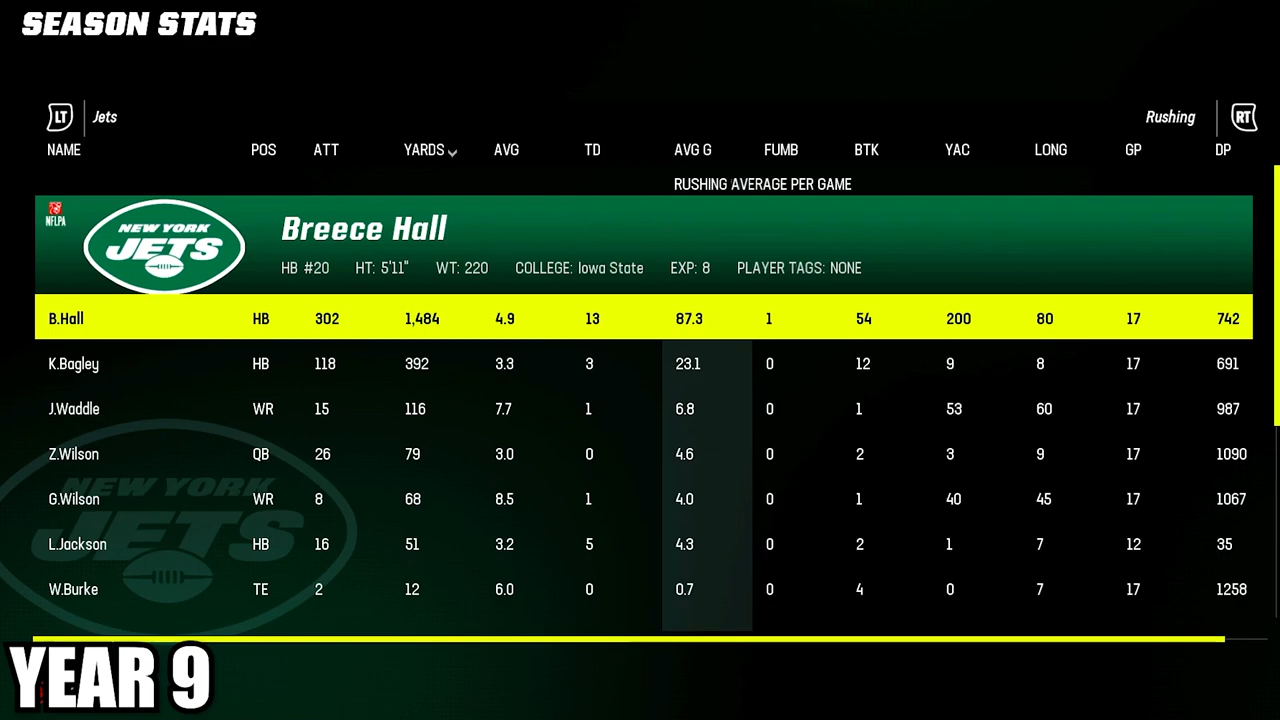 SEASON STATS
LT Jets Rushing RT
NAME POS ATT YARDS AVG TD AVG G FUMB BTK YAC LONG GP DP
RUSHING AVERAGE PER GAME
NFLPA
NEW YORK
JETS
Breece Hall
HB #20 HT: 5'11" WT: 220 COLLEGE: Iowa State EXP: 8 PLAYER TAGS: NONE
B.Hall HB 302 1,484 4.9 13 87.3 1 54 200 80 17 742
K.Bagley HB 118 392 3.3 3 23.1 0 12 9 8 17 691
J.Waddle WR 15 116 7.7 1 6.8 0 1 53 60 17 987
Z.Wilson QB 26 79 3.0 0 4.6 0 2 3 9 17 1090
G.Wilson WR 8 68 8.5 1 4.0 0 1 40 45 17 1067
L.Jackson HB 16 51 3.2 5 4.3 0 2 1 7 12 35
W.Burke TE 2 12 6.0 0 0.7 0 4 0 7 17 1258
NEW YORK
JETS
YEAR 9